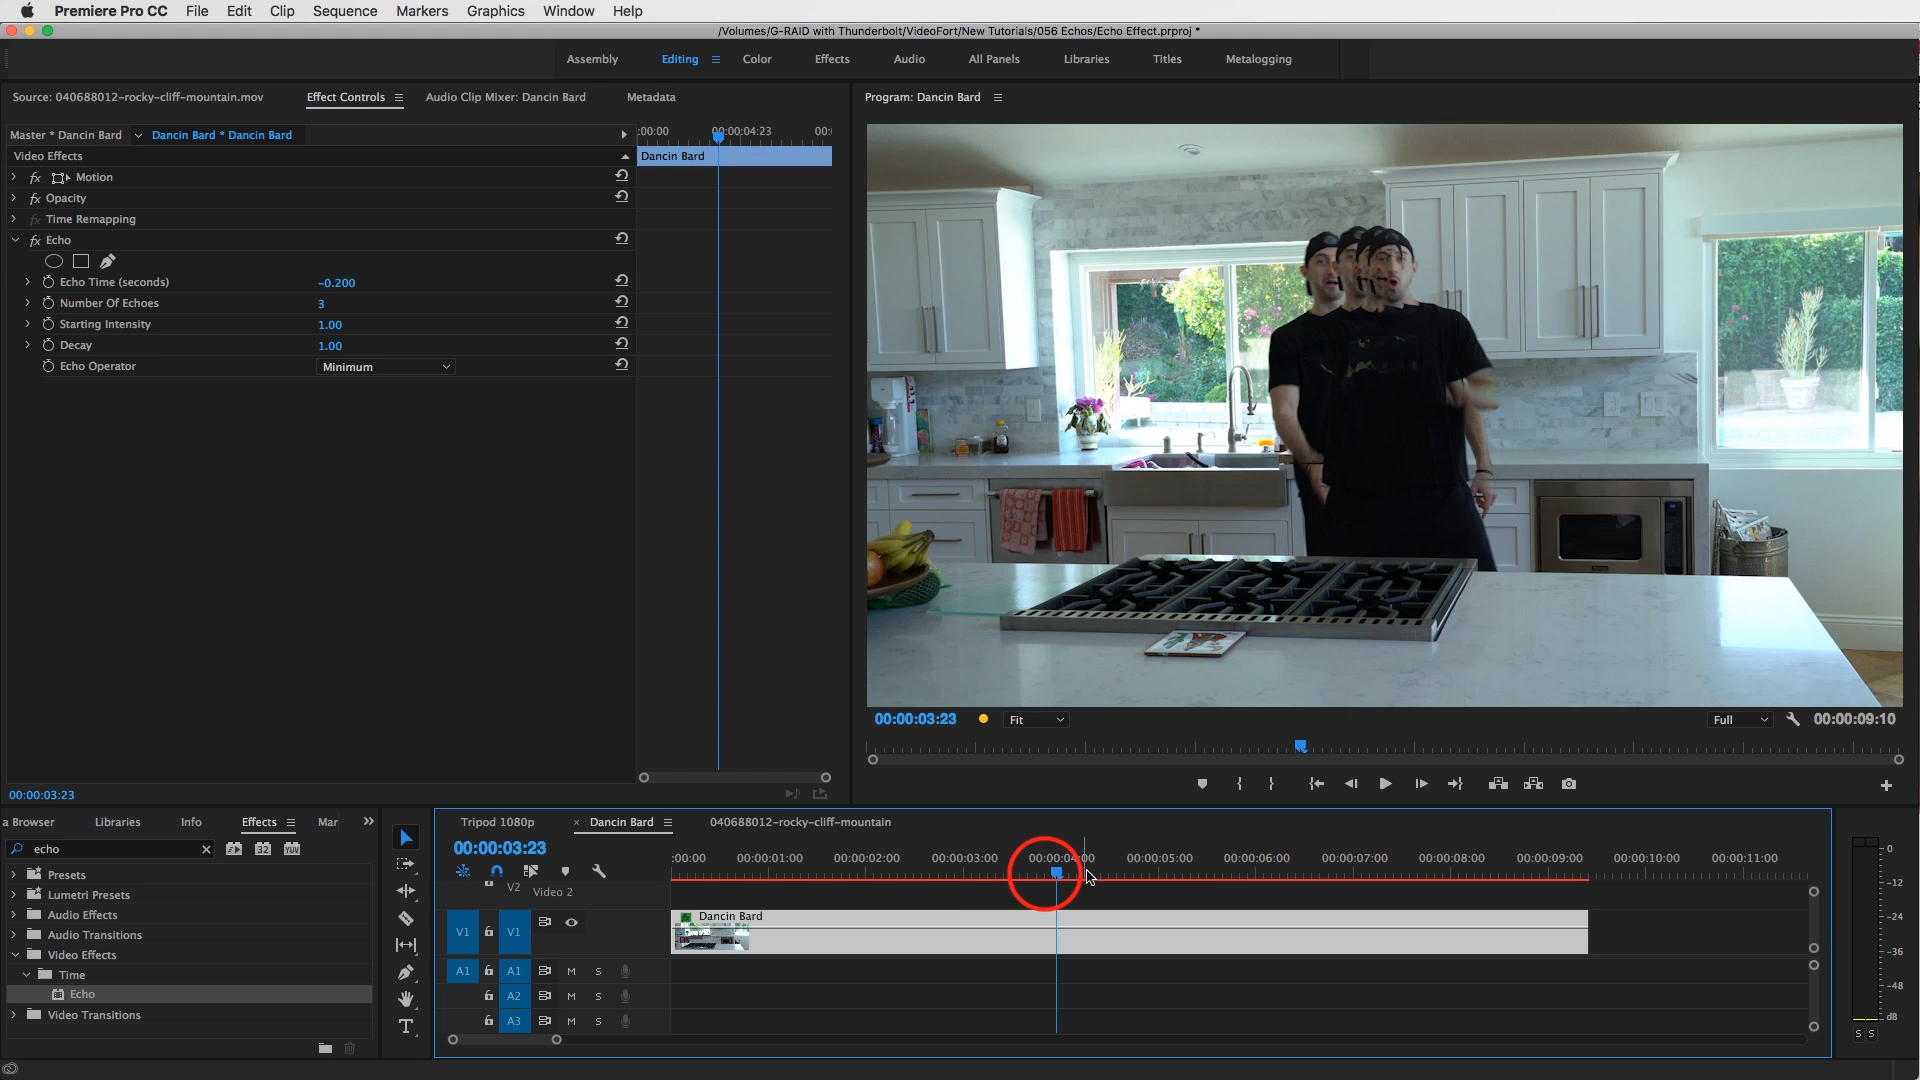 Premiere Pro CC File Edit Clip Sequence Markers Graphics Window Help
/Volumes/G-RAID with Thunderbolt/VideoFort/New Tutorials/056 Echos/Echo Effect.prproj *
Assembly Editing Color Effects Audio All Panels Libraries Titles Metalogging
Source: 040688012-rocky-cliff-mountain.mov Effect Controls Audio Clip Mixer: Dancin Bard Metadata
Program: Dancin Bard
Master * Dancin Bard Dancin Bard * Dancin Bard
:00:00 00:00:04:23 00:
Video Effects
Dancin Bard
fx Motion
fx Opacity
fx Time Remapping
fx Echo
Echo Time (seconds) -0.200
Number Of Echoes 3
Starting Intensity 1.00
Decay 1.00
Echo Operator Minimum
00:00:03:23 Fit Full 00:00:09:10
00:00:03:23
a Browser Libraries Info Effects Mar
echo 32 YUV
Presets
Lumetri Presets
Audio Effects
Audio Transitions
Video Effects
Time
Echo
Video Transitions
Tripod 1080p × Dancin Bard 040688012-rocky-cliff-mountain
00:00:03:23
:00:00 00:00:01:00 00:00:02:00 00:00:03:00 00:00:04:00 00:00:05:00 00:00:06:00 00:00:07:00 00:00:08:00 00:00:09:00 00:00:10:00 00:00:11:00
V2 Video 2
V1 V1 fx Dancin Bard
A1 A1 M S
A2 M S
A3 M S
T
0
-12
-24
-36
-48
dB
S S